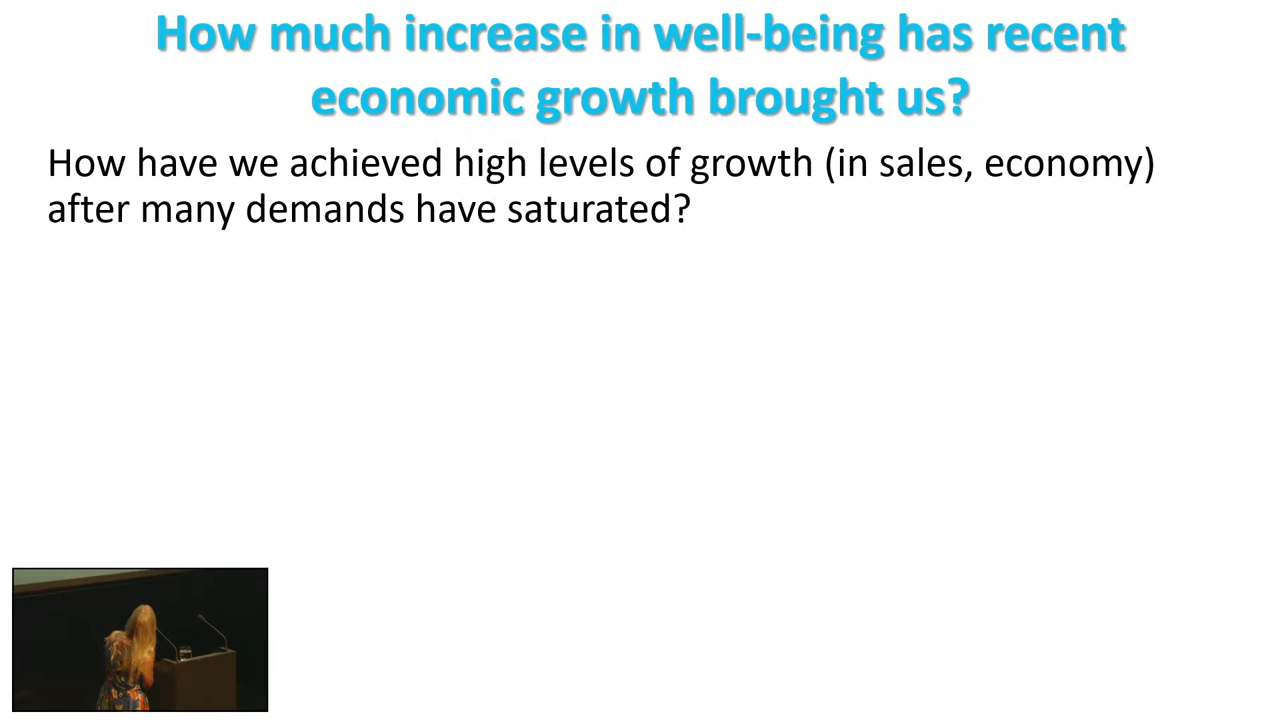 How much increase in well-being has recent
economic growth brought us?
How have we achieved high levels of growth (in sales, economy)
after many demands have saturated?